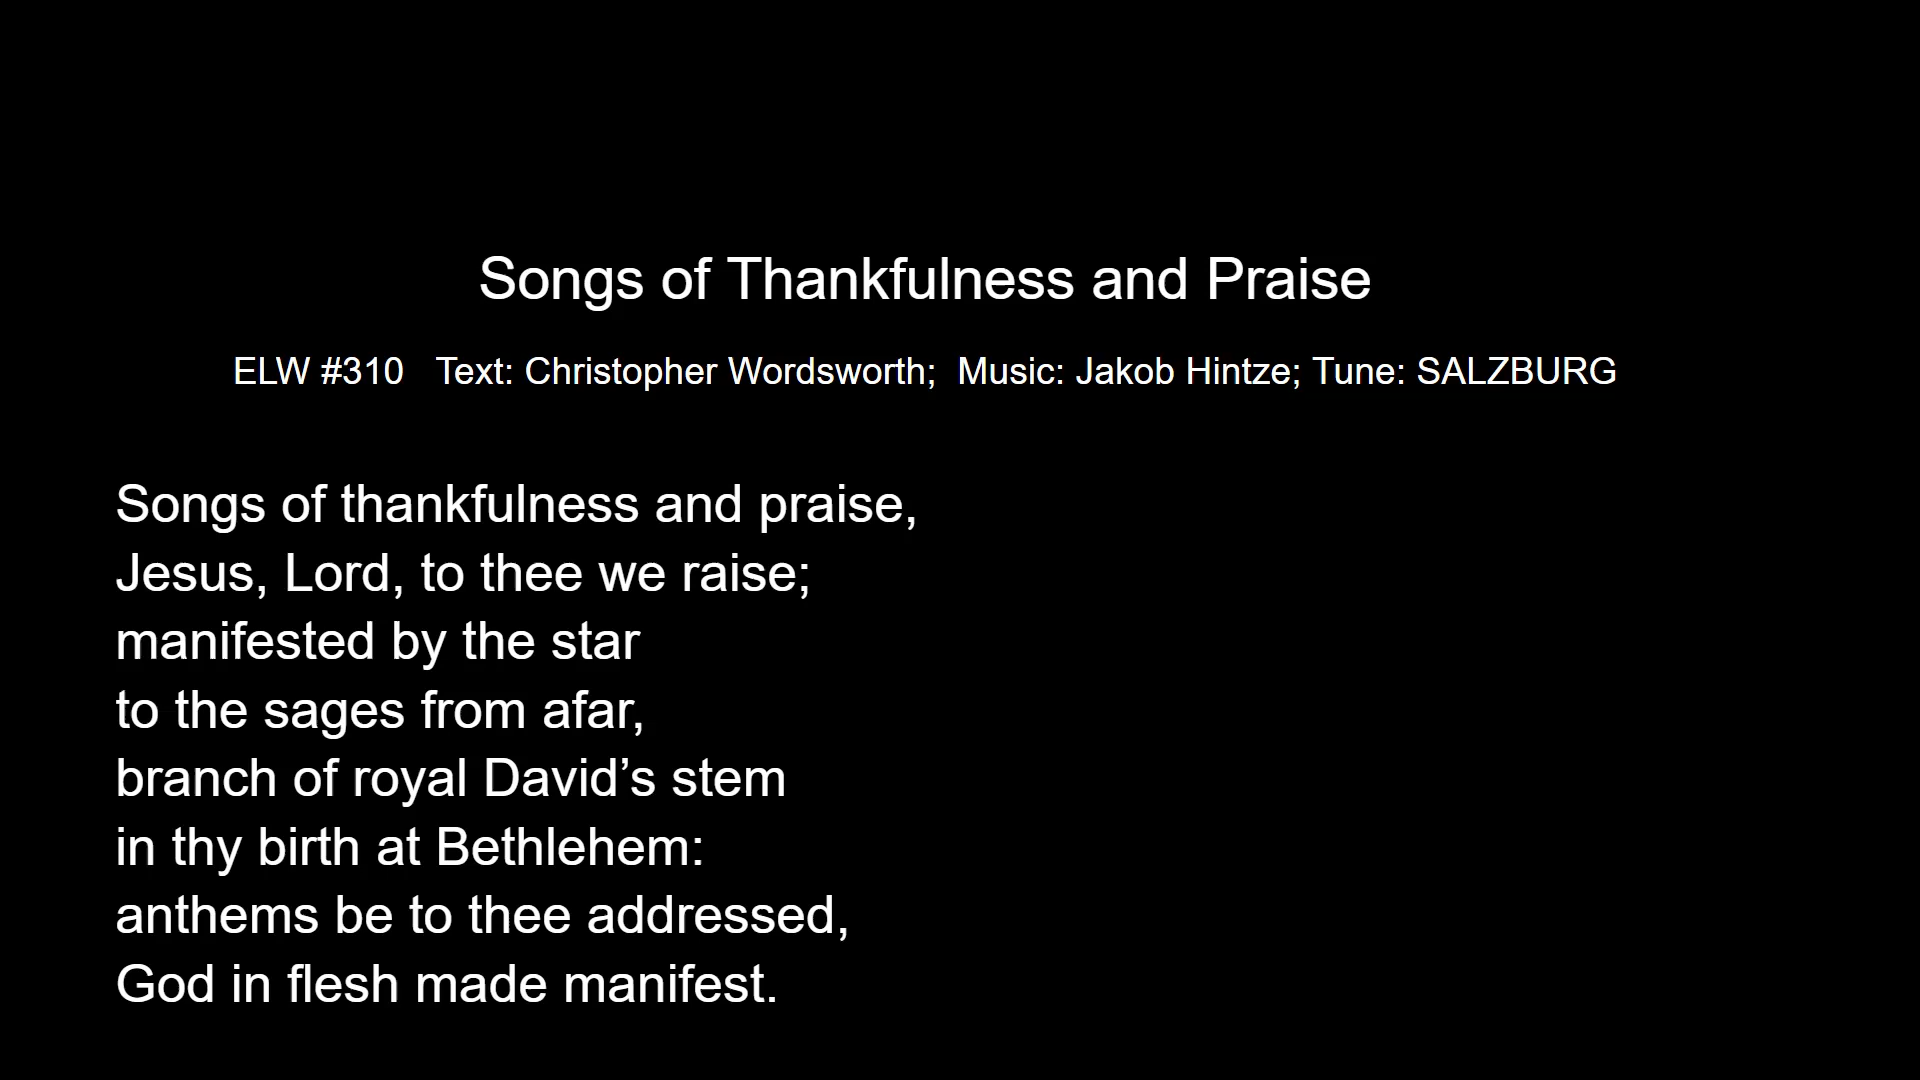 Songs of Thankfulness and Praise
ELW #310   Text: Christopher Wordsworth;  Music: Jakob Hintze; Tune: SALZBURG
Songs of thankfulness and praise,
Jesus, Lord, to thee we raise;
manifested by the star
to the sages from afar,
branch of royal David’s stem
in thy birth at Bethlehem:
anthems be to thee addressed,
God in flesh made manifest.